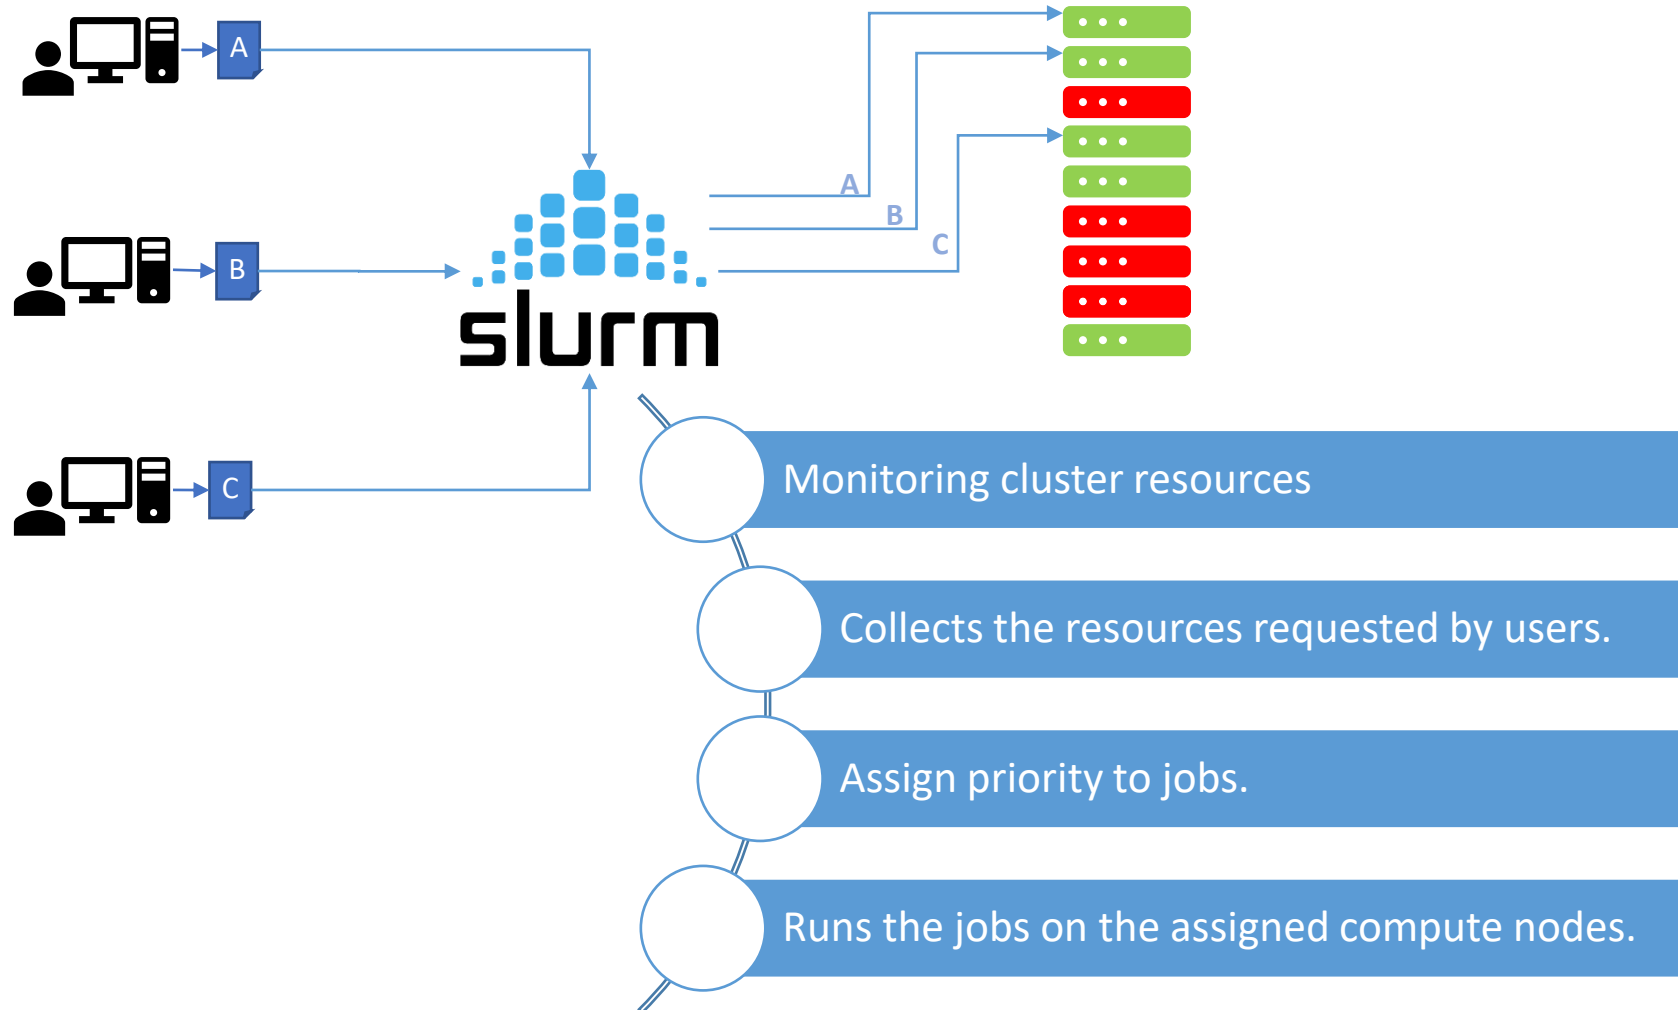 A
A
B
B
C
slurm
C
Monitoring cluster resources
Collects the resources requested by users.
Assign priority to jobs.
Runs the jobs on the assigned compute nodes.